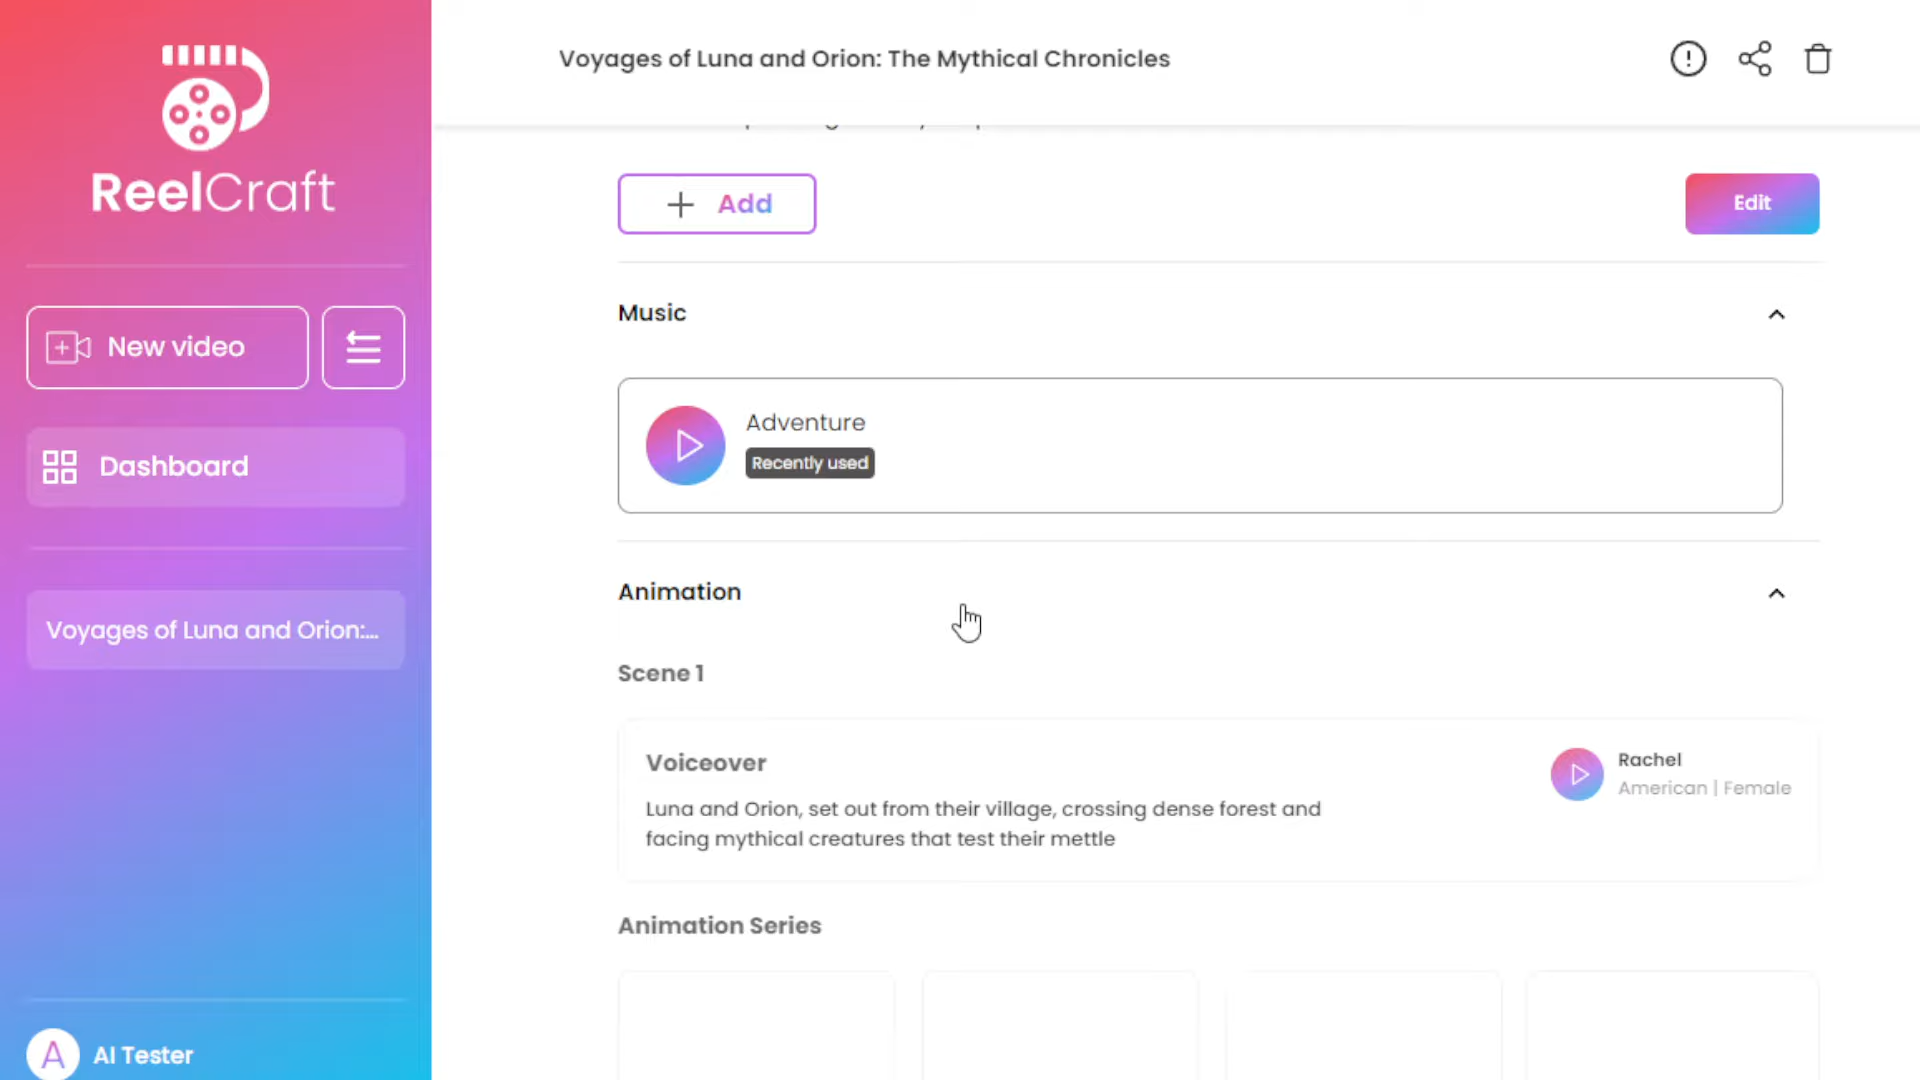 ReelCraft
New video
Dashboard
Voyages of Luna and Orion:...
A
AI Tester
Voyages of Luna and Orion: The Mythical Chronicles
Add
Edit
Music
Adventure
Recently used
Animation
Scene 1
Voiceover
Luna and Orion, set out from their village, crossing dense forest and
facing mythical creatures that test their mettle
Rachel
American | Female
Animation Series